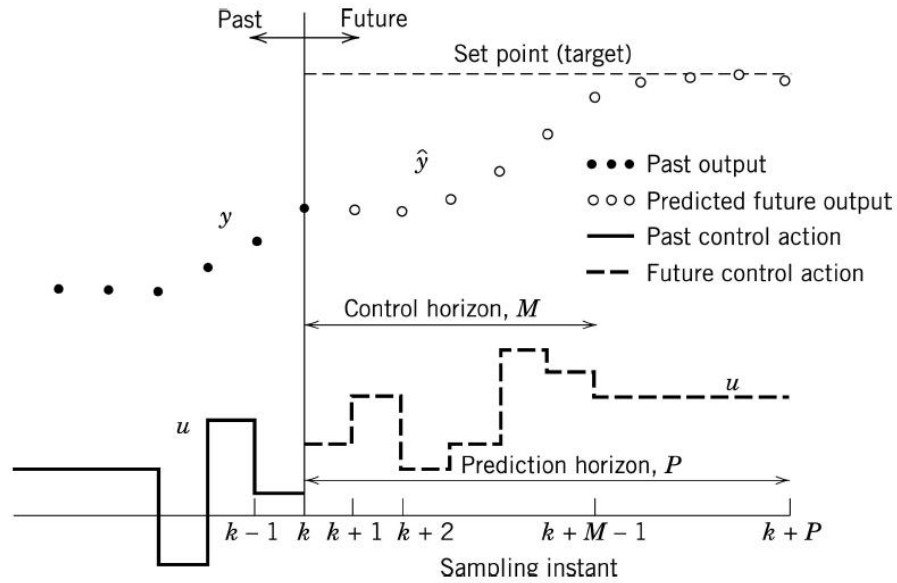 Past Future
Set point (target)
ŷ
Past output
y
Predicted future output
Past control action
Future control action
Control horizon, M
u
u
Prediction horizon, P
k – 1 k k + 1 k + 2 k + M – 1 k + P
Sampling instant